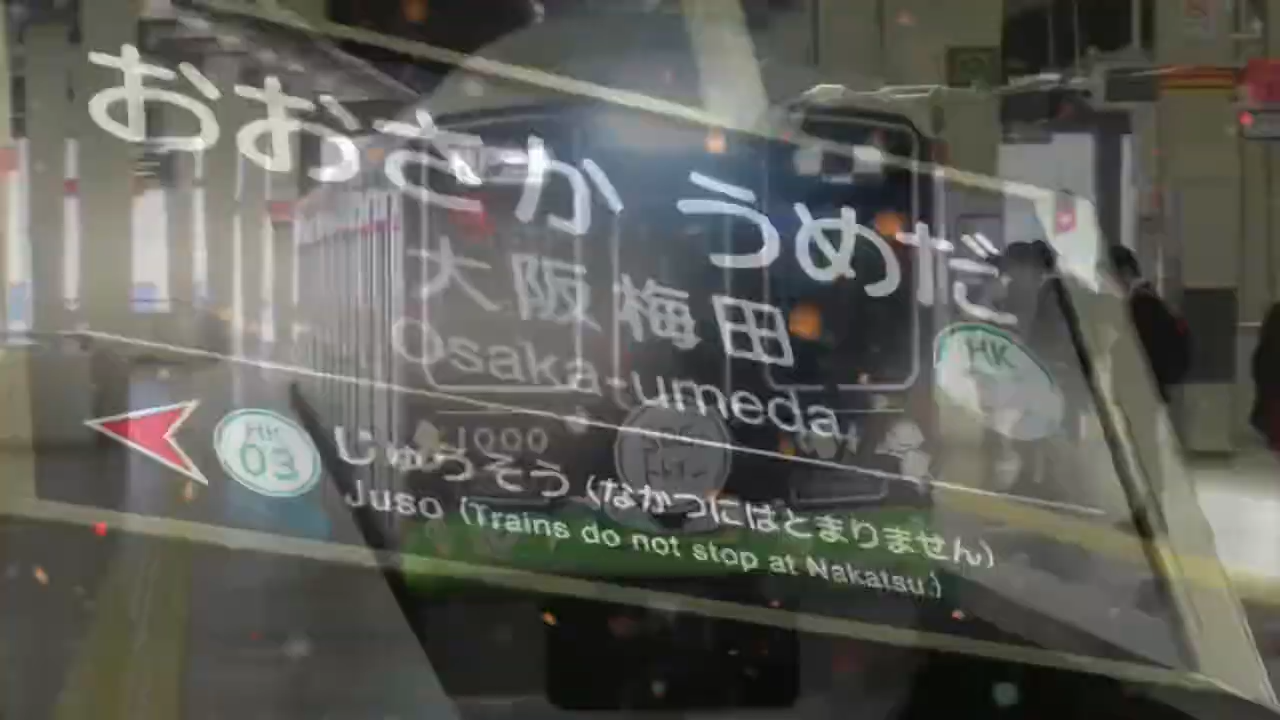 おおさか うめだ
大阪梅田
Osaka-umeda
HK
HK
03
じゅうそう (なかつにはとまりません)
Juso (Trains do not stop at Nakatsu.)
1000